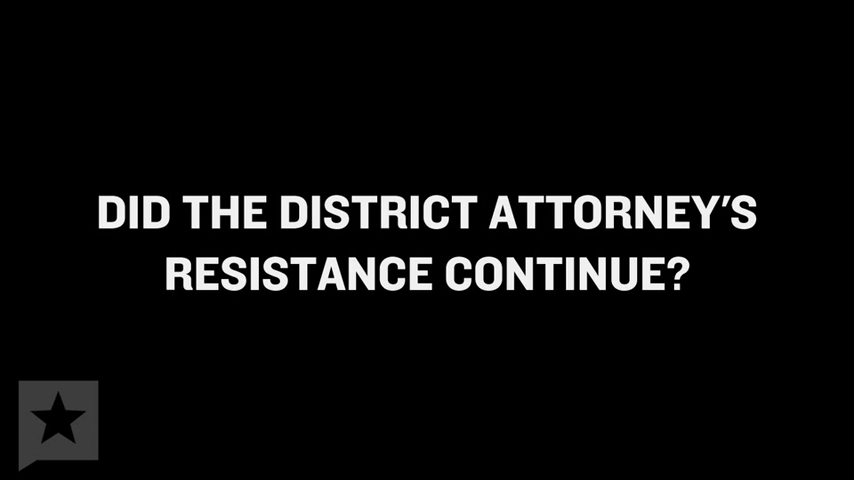 DID THE DISTRICT ATTORNEY’S
RESISTANCE CONTINUE?